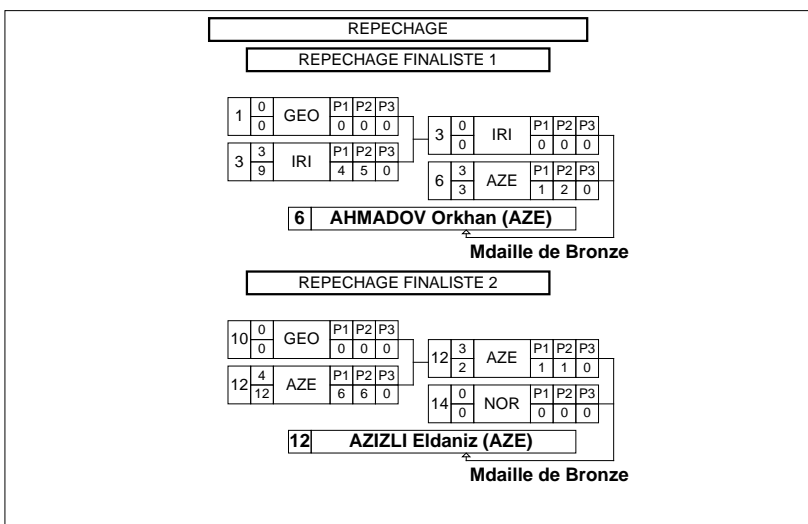 REPECHAGE
REPECHAGE FINALISTE 1
1 0 0 GEO P1 P2 P3 0 0 0
3 3 9 IRI P1 P2 P3 4 5 0
3 0 0 IRI P1 P2 P3 0 0 0
6 3 3 AZE P1 P2 P3 1 2 0
6 AHMADOV Orkhan (AZE)
Mdaille de Bronze
REPECHAGE FINALISTE 2
10 0 0 GEO P1 P2 P3 0 0 0
12 4 12 AZE P1 P2 P3 6 6 0
12 3 2 AZE P1 P2 P3 1 1 0
14 0 0 NOR P1 P2 P3 0 0 0
12 AZIZLI Eldaniz (AZE)
Mdaille de Bronze